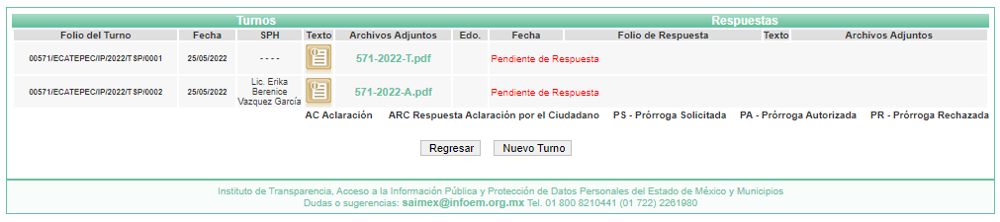 Turnos Respuestas
Folio del Turno Fecha SPH Texto Archivos Adjuntos Edo. Fecha Folio de Respuesta Texto Archivos Adjuntos
00571/ECATEPEC/IP/2022/TSP/0001 25/05/2022 - - - - 571-2022-T.pdf Pendiente de Respuesta
00571/ECATEPEC/IP/2022/TSP/0002 25/05/2022 Lic. Erika Berenice Vazquez García 571-2022-A.pdf Pendiente de Respuesta
AC Aclaración ARC Respuesta Aclaración por el Ciudadano PS - Prórroga Solicitada PA - Prórroga Autorizada PR - Prórroga Rechazada
Regresar Nuevo Turno
Instituto de Transparencia, Acceso a la Información Pública y Protección de Datos Personales del Estado de México y Municipios
Dudas o sugerencias: saimex@infoem.org.mx Tel. 01 800 8210441 (01 722) 2261980